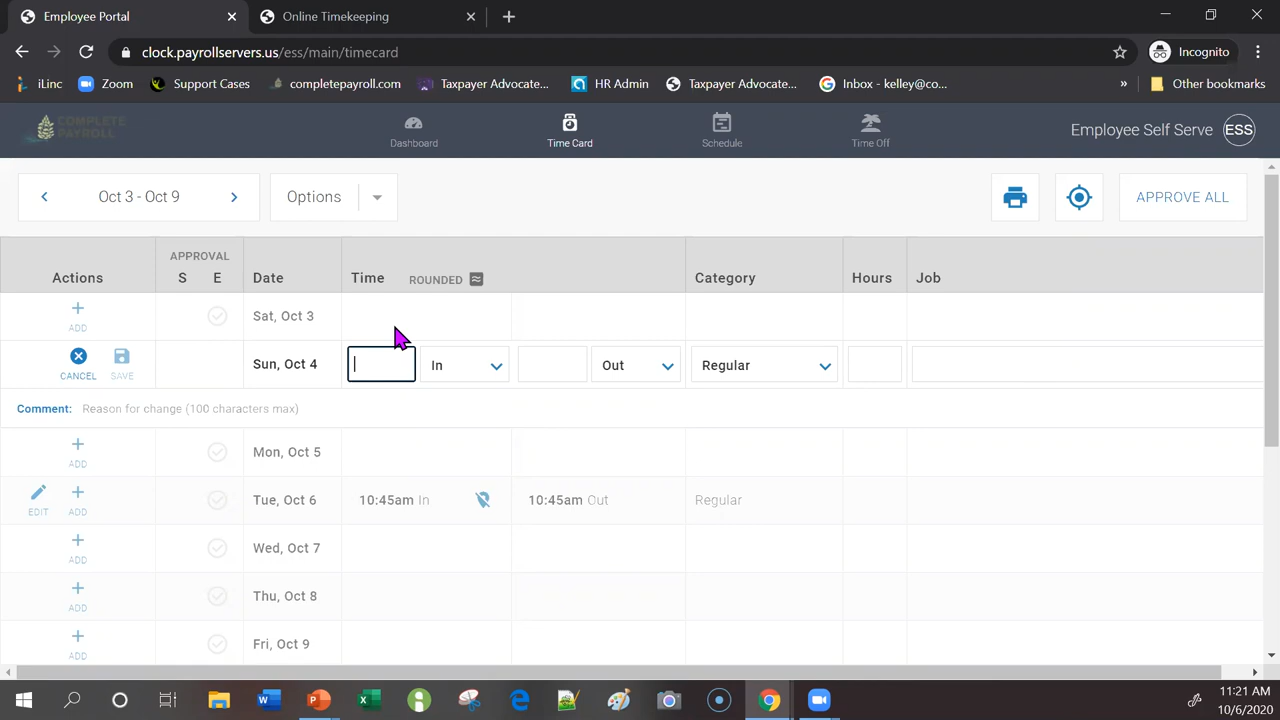 Employee Portal
Online Timekeeping
clock.payrollservers.us/ess/main/timecard
Incognito
iLinc
Zoom
Support Cases
completepayroll.com
Taxpayer Advocate...
HR Admin
Taxpayer Advocate...
Inbox - kelley@co...
»
Other bookmarks
COMPLETE PAYROLL
Dashboard
Time Card
Schedule
Time Off
Employee Self Serve ESS
Oct 3 - Oct 9
Options
APPROVE ALL
Actions
APPROVAL
S E
Date
Time ROUNDED
Category
Hours
Job
ADD
Sat, Oct 3
CANCEL SAVE
Sun, Oct 4
In
Out
Regular
Comment: Reason for change (100 characters max)
ADD
Mon, Oct 5
EDIT ADD
Tue, Oct 6
10:45am In
10:45am Out
Regular
ADD
Wed, Oct 7
ADD
Thu, Oct 8
ADD
Fri, Oct 9
11:21 AM
10/6/2020